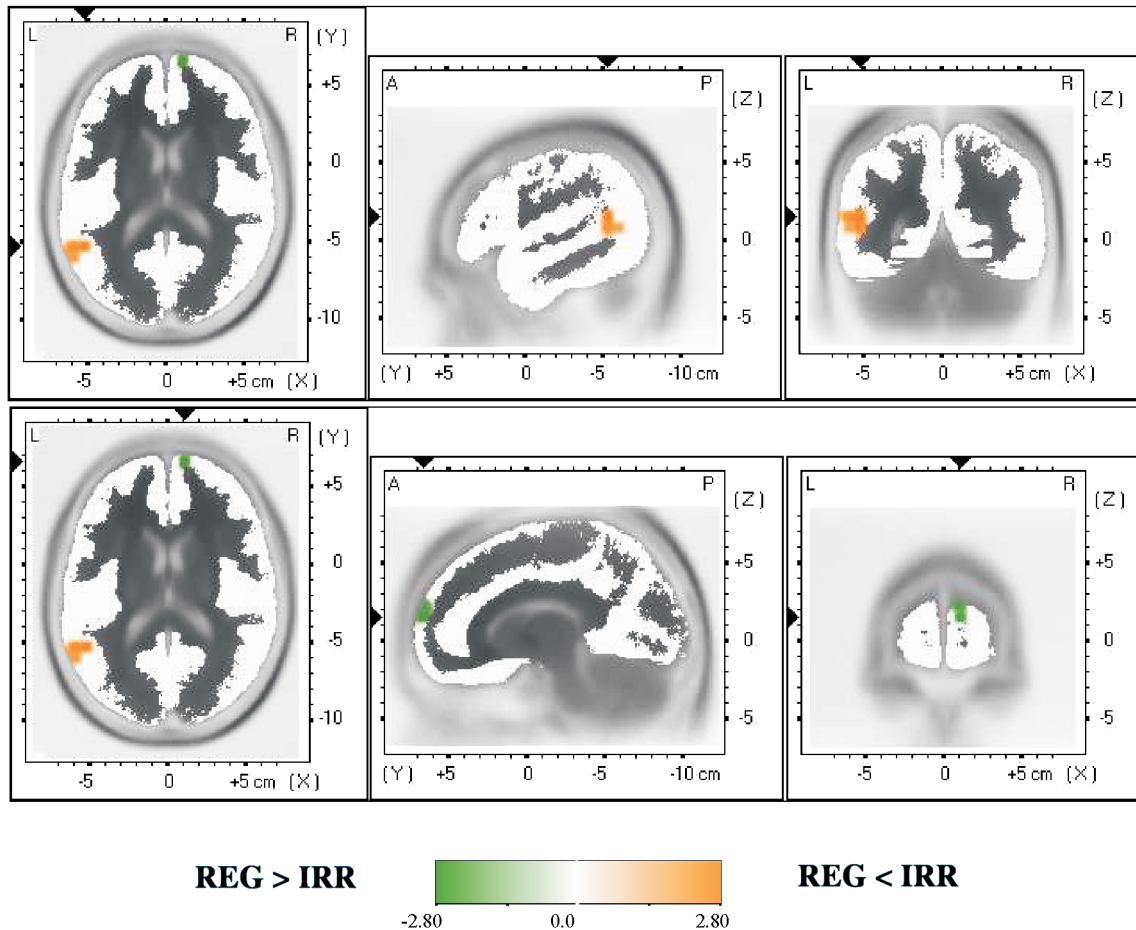 L R (Y)
+5
0
-5
-10
-5 0 +5 cm (X)
A P
(Z)
+5
0
-5
(Y) +5 0 -5 -10 cm
L R
(Z)
+5
0
-5
-5 0 +5 cm (X)
L R (Y)
+5
0
-5
-10
-5 0 +5 cm (X)
A P
(Z)
+5
0
-5
(Y) +5 0 -5 -10 cm
L R
(Z)
+5
0
-5
-5 0 +5 cm (X)
REG > IRR
REG < IRR
-2.80 0.0 2.80